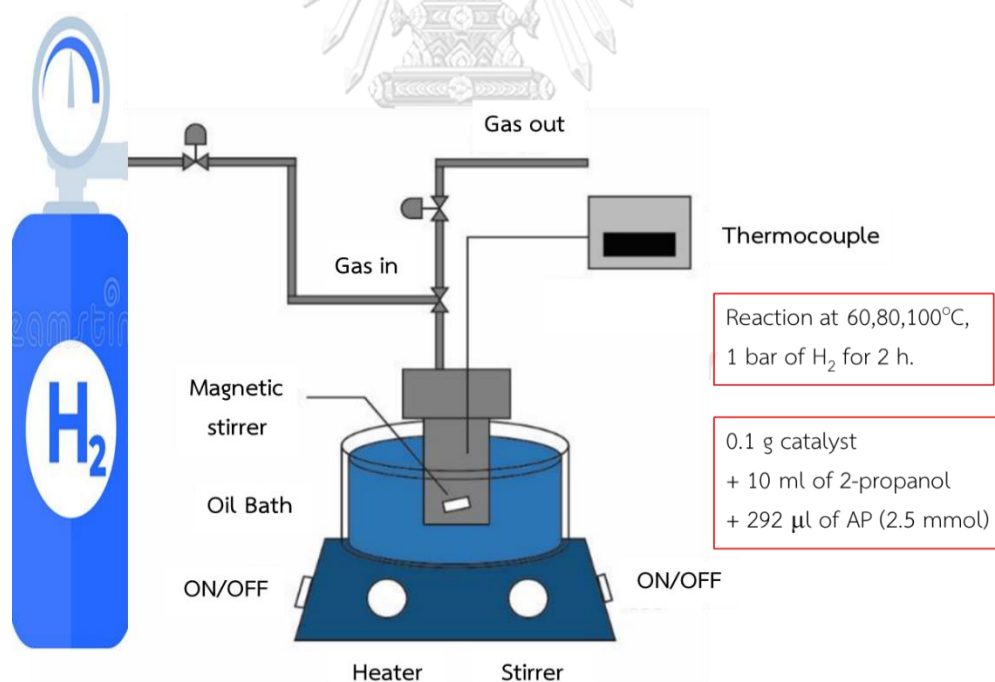 Gas out
Thermocouple
Gas in
Reaction at 60,80,100°C,
1 bar of H₂ for 2 h.
H₂
Magnetic
stirrer
0.1 g catalyst
+ 10 ml of 2-propanol
+ 292 μl of AP (2.5 mmol)
Oil Bath
ON/OFF
ON/OFF
Heater
Stirrer